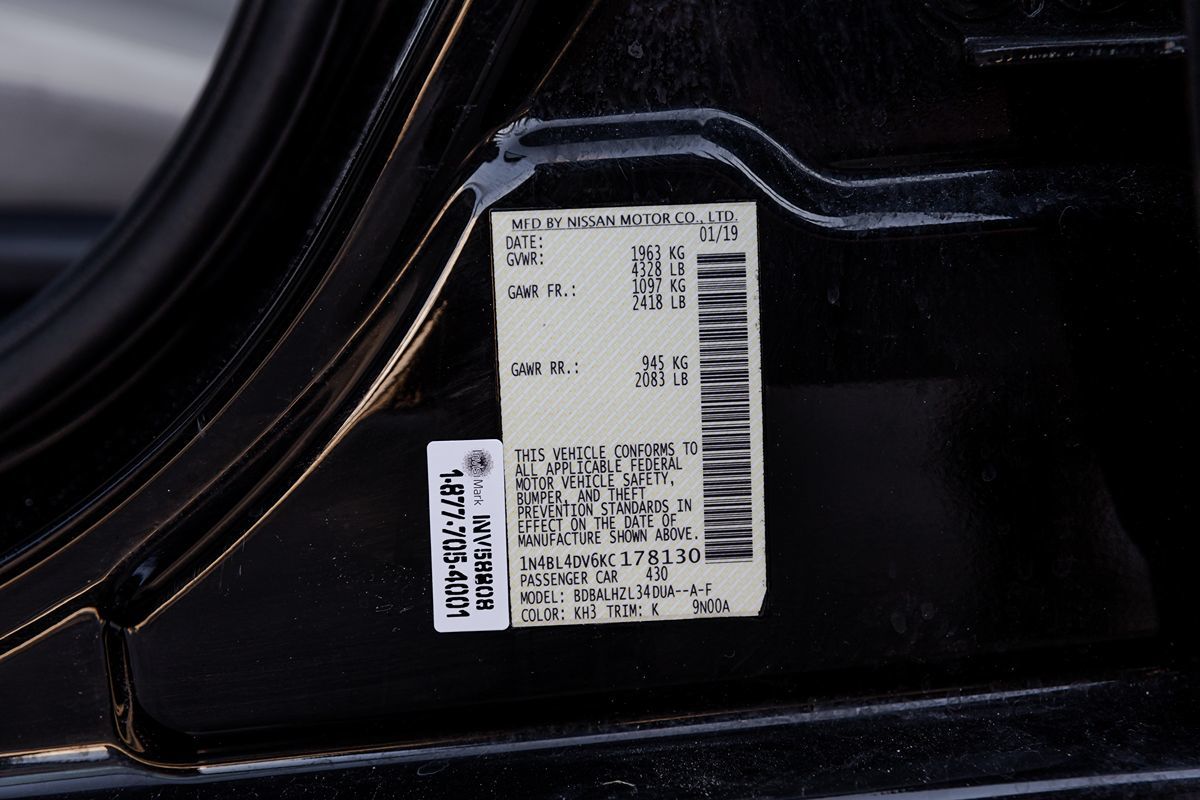 MFD BY NISSAN MOTOR CO., LTD.
DATE: 01/19
GVWR: 1963 KG
4328 LB
GAWR FR.: 1097 KG
2418 LB
GAWR RR.: 945 KG
2083 LB
THIS VEHICLE CONFORMS TO
ALL APPLICABLE FEDERAL
MOTOR VEHICLE SAFETY,
BUMPER, AND THEFT
PREVENTION STANDARDS IN
EFFECT ON THE DATE OF
MANUFACTURE SHOWN ABOVE.
1N4BL4DV6KC178130
PASSENGER CAR 430
MODEL: BDBALHZL34DUA--A-F
COLOR: KH3 TRIM: K 9N00A
Mark
1-877-705-4001